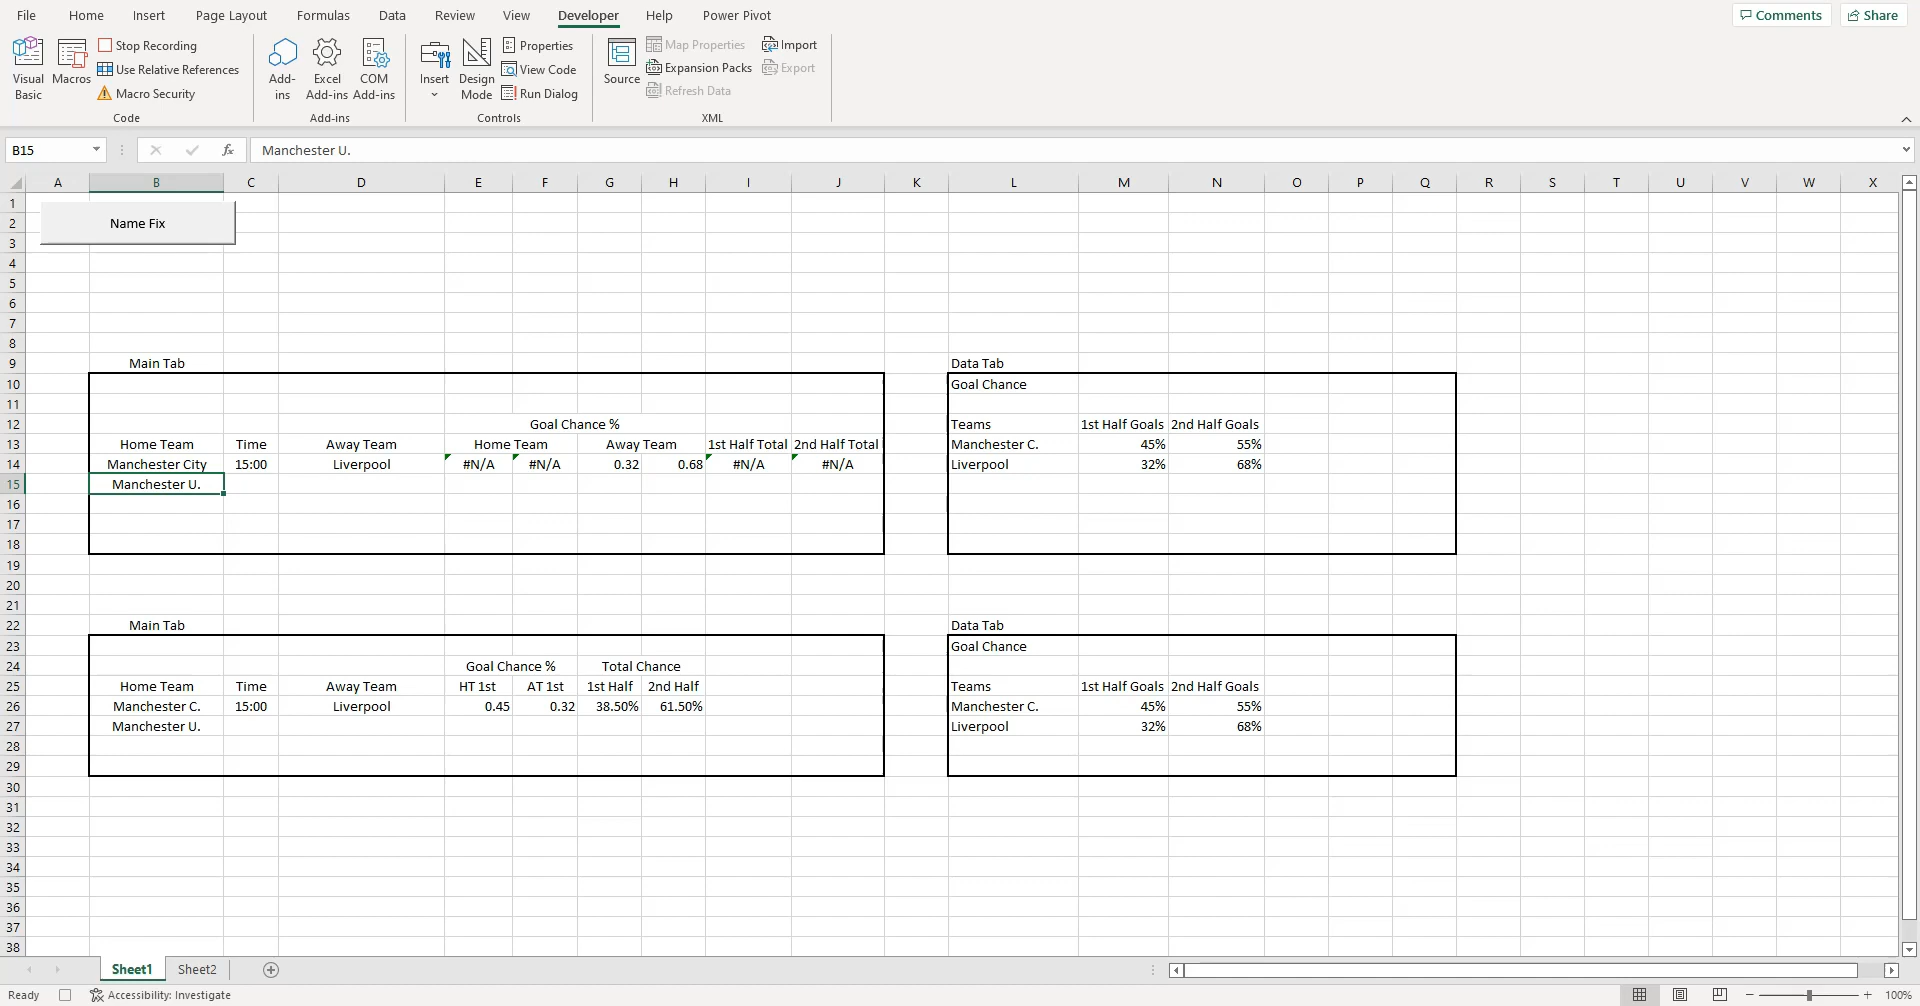 File Home Insert Page Layout Formulas Data Review View Developer Help Power Pivot Comments Share
Visual Basic Macros Stop Recording Use Relative References Macro Security Code
Add-ins Excel Add-ins COM Add-ins Add-ins
Insert Design Mode Properties View Code Run Dialog Controls
Source Map Properties Expansion Packs Refresh Data Import Export XML
B15 fx Manchester U.
A B C D E F G H I J K L M N O P Q R S T U V W X
1
2 Name Fix
3
4
5
6
7
8
9 Main Tab Data Tab
10 Goal Chance
11
12 Goal Chance % Teams 1st Half Goals 2nd Half Goals
13 Home Team Time Away Team Home Team Away Team 1st Half Total 2nd Half Total Manchester C. 45% 55%
14 Manchester City 15:00 Liverpool #N/A #N/A 0.32 0.68 #N/A #N/A Liverpool 32% 68%
15 Manchester U.
16
17
18
19
20
21
22 Main Tab Data Tab
23 Goal Chance
24 Goal Chance % Total Chance
25 Home Team Time Away Team HT 1st AT 1st 1st Half 2nd Half Teams 1st Half Goals 2nd Half Goals
26 Manchester C. 15:00 Liverpool 0.45 0.32 38.50% 61.50% Manchester C. 45% 55%
27 Manchester U. Liverpool 32% 68%
28
29
30
31
32
33
34
35
36
37
38
Sheet1 Sheet2
Ready Accessibility: Investigate 100%